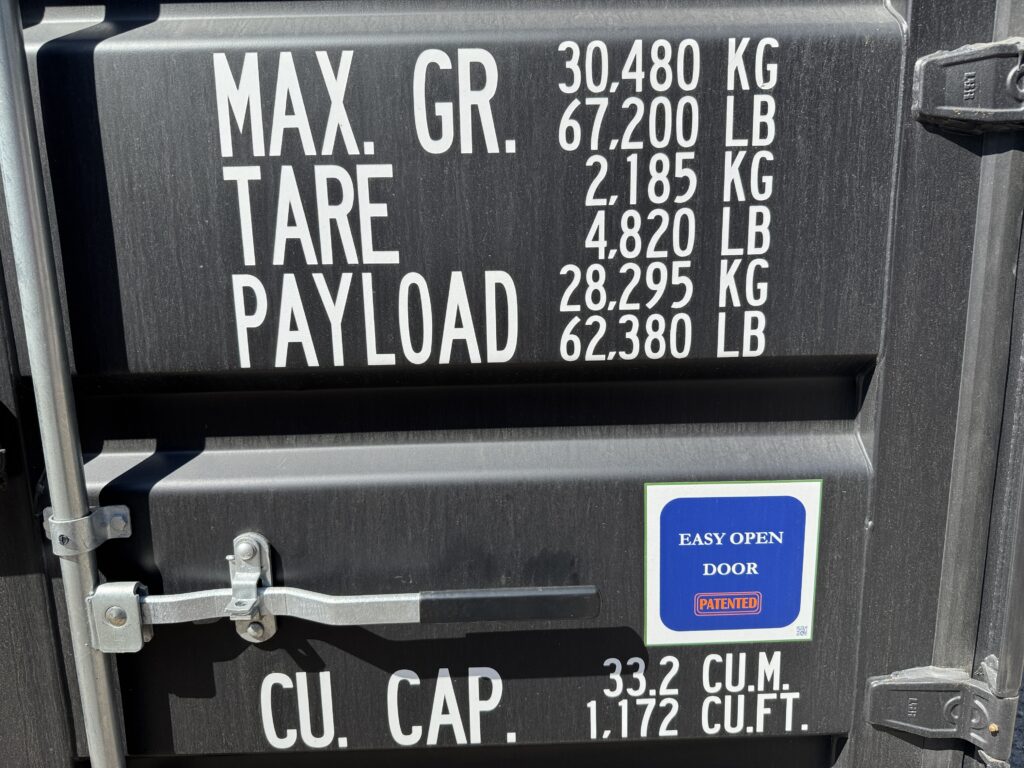 MAX. GR. 30,480 KG
67,200 LB
TARE 2,185 KG
4,820 LB
PAYLOAD 28,295 KG
62,380 LB
EASY OPEN
DOOR
PATENTED
CU. CAP. 33.2 CU.M.
1,172 CU.FT.